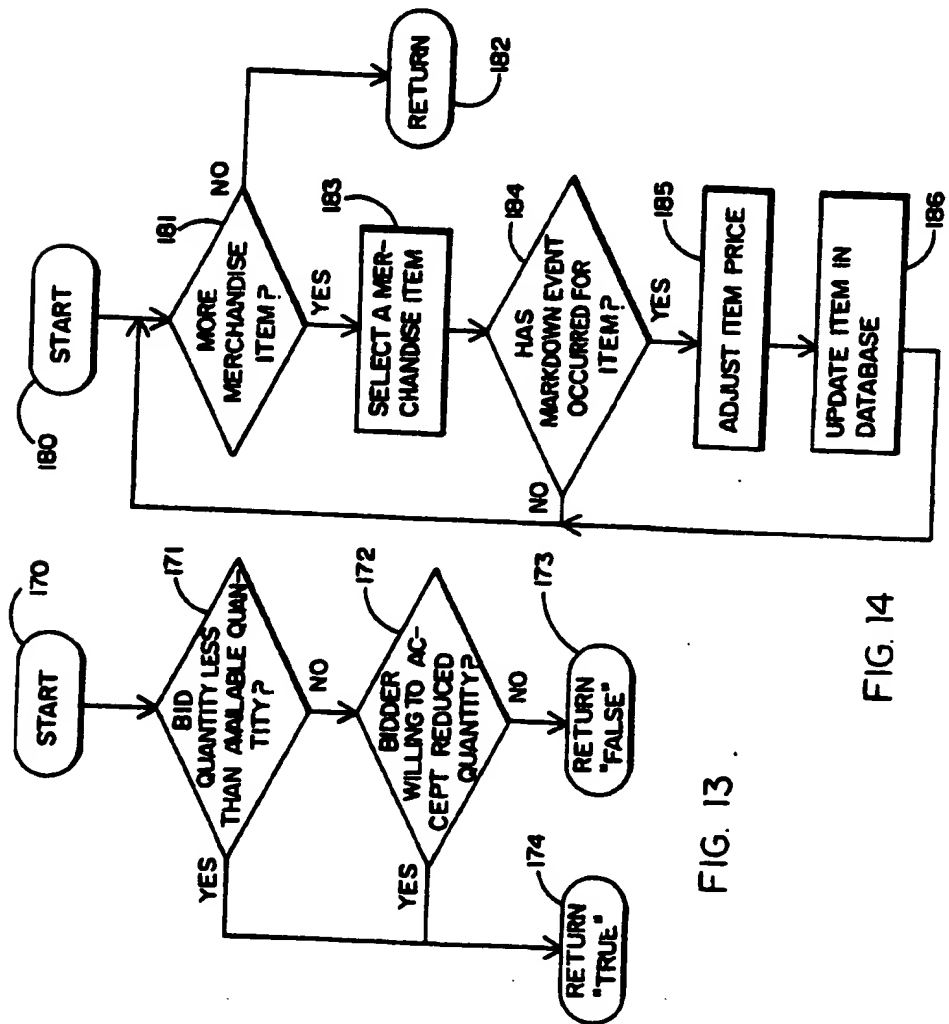 170
START
171
BID
QUANTITY LESS
THAN AVAILABLE QUAN-
TITY?
YES
NO
172
BIDDER
WILLING TO AC-
CEPT REDUCED
QUANTITY?
YES
NO
173
RETURN
"FALSE"
174
RETURN
"TRUE"
FIG. 13
180
START
181
MORE
MERCHANDISE
ITEM?
NO
RETURN
182
YES
183
SELECT A MER-
CHANDISE ITEM
184
HAS
MARKDOWN EVENT
OCCURRED FOR
ITEM?
NO
YES
185
ADJUST ITEM PRICE
UPDATE ITEM IN
DATABASE
186
FIG. 14